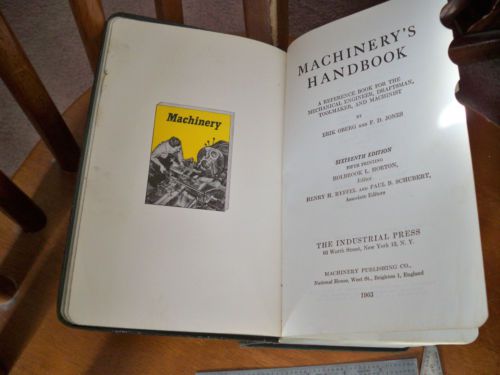 Machinery
MACHINERY'S
HANDBOOK
A REFERENCE BOOK FOR THE
MECHANICAL ENGINEER, DRAFTSMAN,
TOOLMAKER, AND MACHINIST
BY
ERIK OBERG AND F. D. JONES
SIXTEENTH EDITION
FIFTH PRINTING
HOLBROOK L. HORTON,
Editor
HENRY H. RYFFEL AND PAUL B. SCHUBERT,
Associate Editors
THE INDUSTRIAL PRESS
93 Worth Street, New York 13, N. Y.
MACHINERY PUBLISHING CO.,
National House, West St., Brighton 1, England
1963